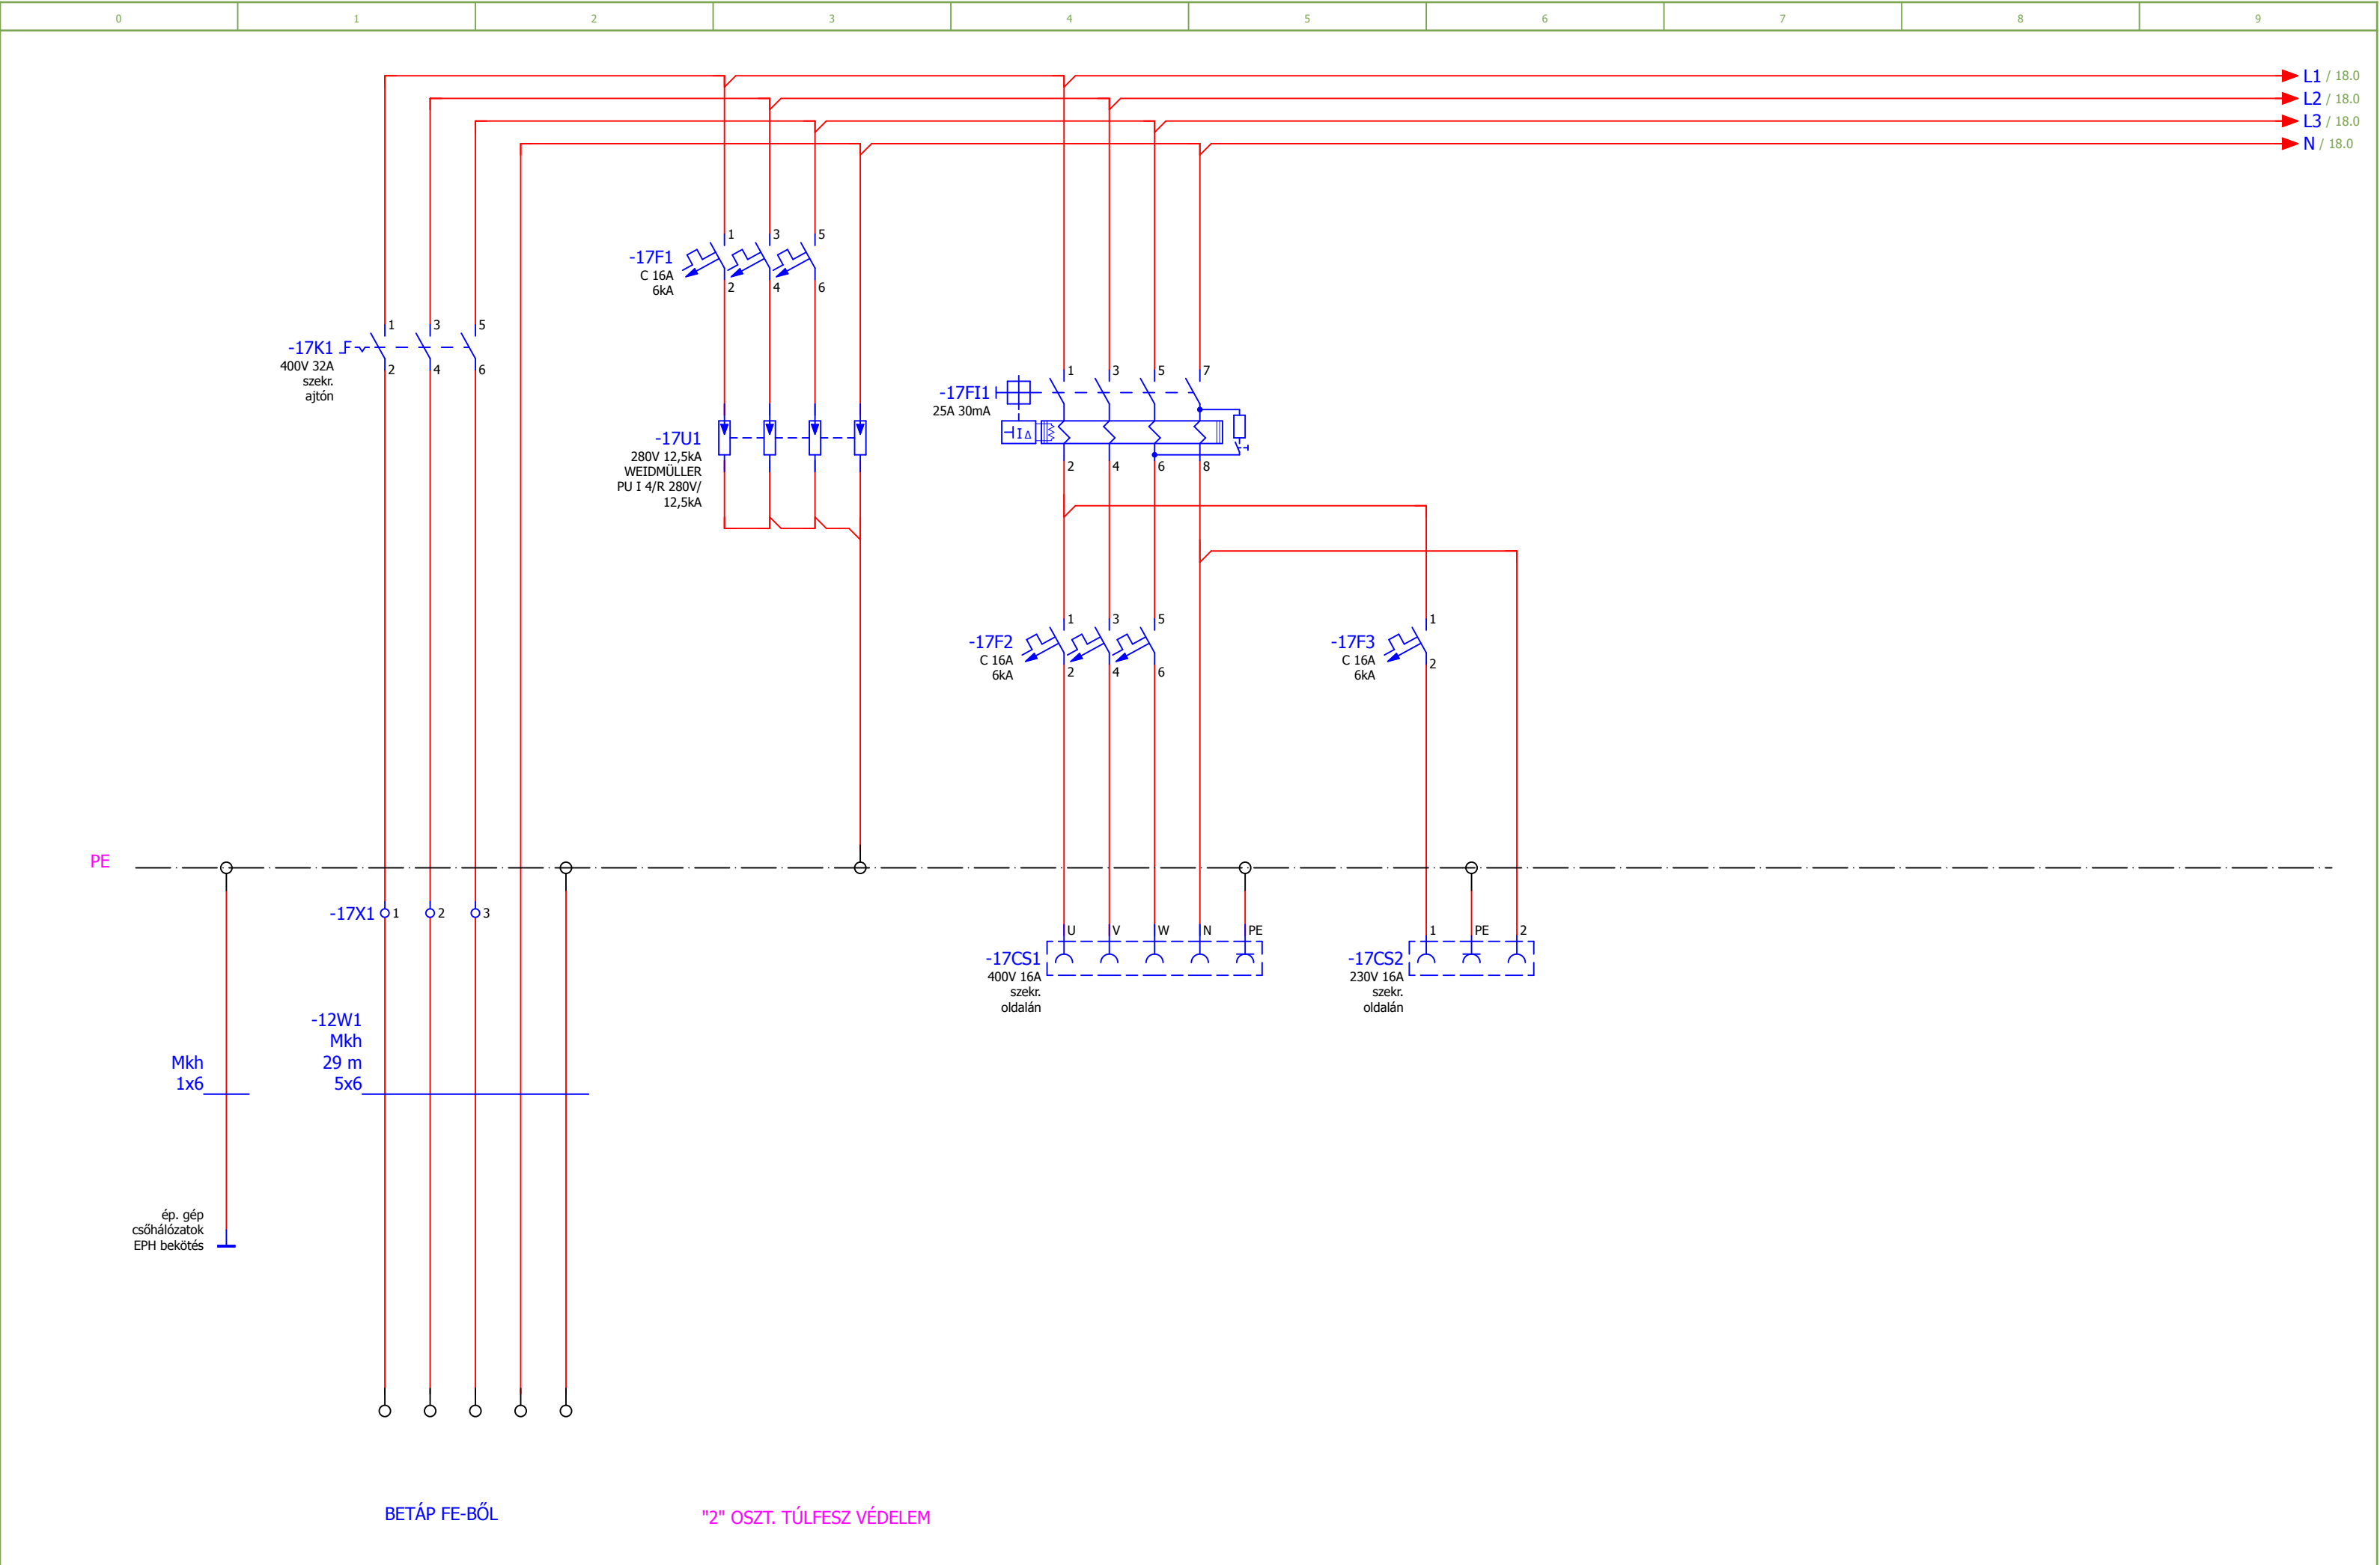 0 1 2 3 4 5 6 7 8 9
L1 / 18.0
L2 / 18.0
L3 / 18.0
N / 18.0
-17F1
C 16A
6kA
1 3 5
2 4 6
-17K1
400V 32A
szekr.
ajtón
1 3 5
2 4 6
-17U1
280V 12,5kA
WEIDMÜLLER
PU I 4/R 280V/
12,5kA
-17FI1
25A 30mA
1 3 5 7
I∆
2 4 6 8
-17F2
C 16A
6kA
1 3 5
2 4 6
-17F3
C 16A
6kA
1
2
PE
-17X1 1 2 3
-17CS1
400V 16A
szekr.
oldalán
U V W N PE
-17CS2
230V 16A
szekr.
oldalán
1 PE 2
Mkh
1x6
-12W1
Mkh
29 m
5x6
ép. gép
csőhálózatok
EPH bekötés
BETÁP FE-BŐL
"2" OSZT. TÚLFESZ VÉDELEM